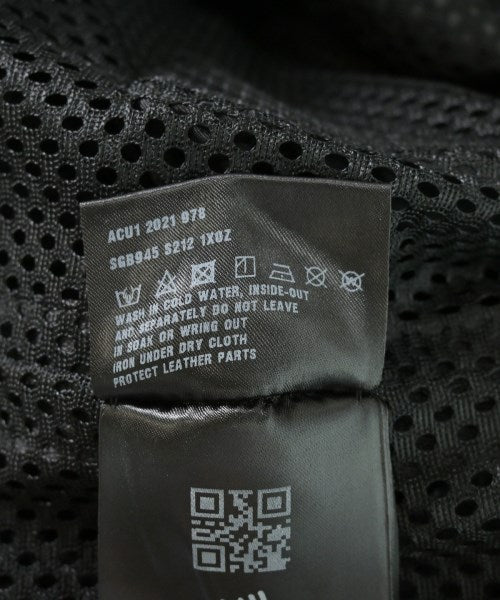 ACU1 2021 078
SGB945 S212 1X0Z
WASH IN COLD WATER, INSIDE-OUT
AND SEPARATELY DO NOT LEAVE
IN SOAK OR WRING OUT
IRON UNDER DRY CLOTH
PROTECT LEATHER PARTS